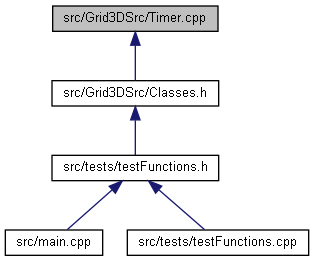 src/Grid3DSrc/Timer.cpp
src/Grid3DSrc/Classes.h
src/tests/testFunctions.h
src/main.cpp
src/tests/testFunctions.cpp